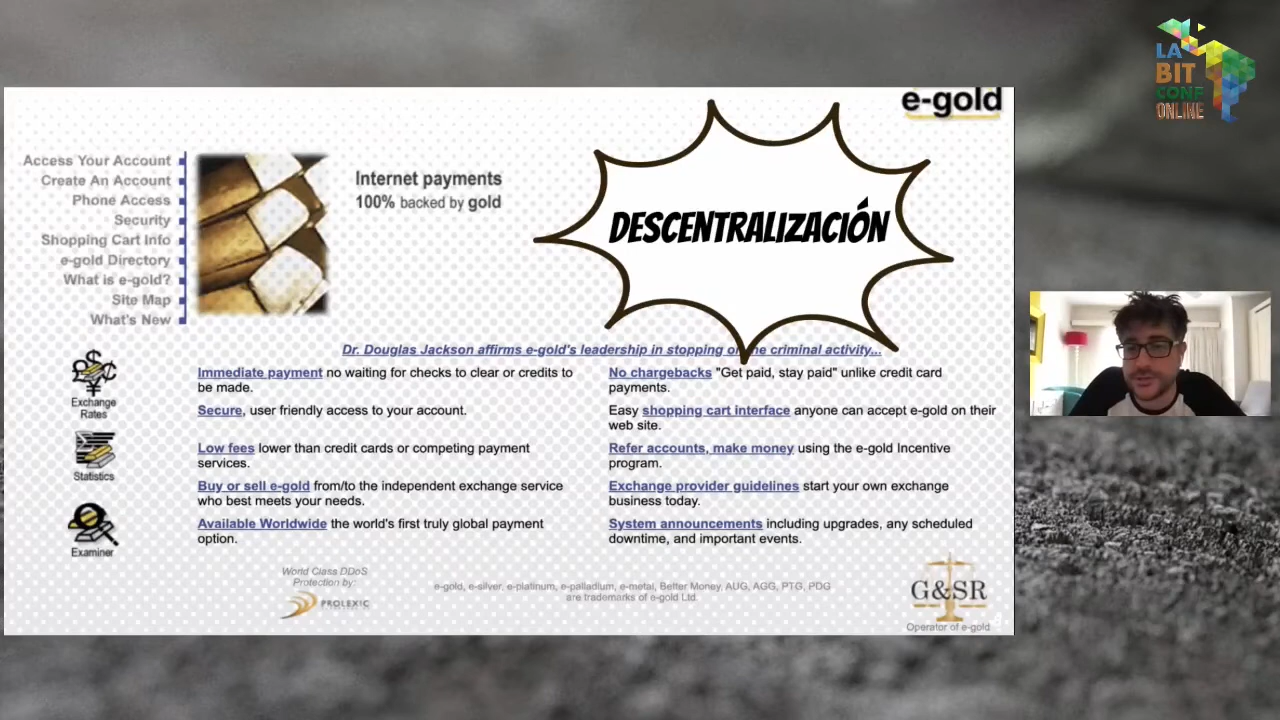 LA
BIT
CONF
ONLINE
e-gold
Access Your Account
Create An Account
Phone Access
Security
Shopping Cart Info
e-gold Directory
What is e-gold?
Site Map
What's New
Internet payments
100% backed by gold
DESCENTRALIZACIÓN
Dr. Douglas Jackson affirms e-gold's leadership in stopping criminal activity...
Exchange
Rates
Statistics
Examiner
Immediate payment no waiting for checks to clear or credits to
be made.
Secure, user friendly access to your account.
Low fees lower than credit cards or competing payment
services.
Buy or sell e-gold from/to the independent exchange service
who best meets your needs.
Available Worldwide the world's first truly global payment
option.
No chargebacks "Get paid, stay paid" unlike credit card
payments.
Easy shopping cart interface anyone can accept e-gold on their
web site.
Refer accounts, make money using the e-gold Incentive
program.
Exchange provider guidelines start your own exchange
business today.
System announcements including upgrades, any scheduled
downtime, and important events.
World Class DDoS
Protection by:
PROLEXIC
e-gold, e-silver, e-platinum, e-palladium, e-metal, Better Money, AUG, AGG, PTG, PDG
are trademarks of e-gold Ltd.
G&SR
Operator of e-gold